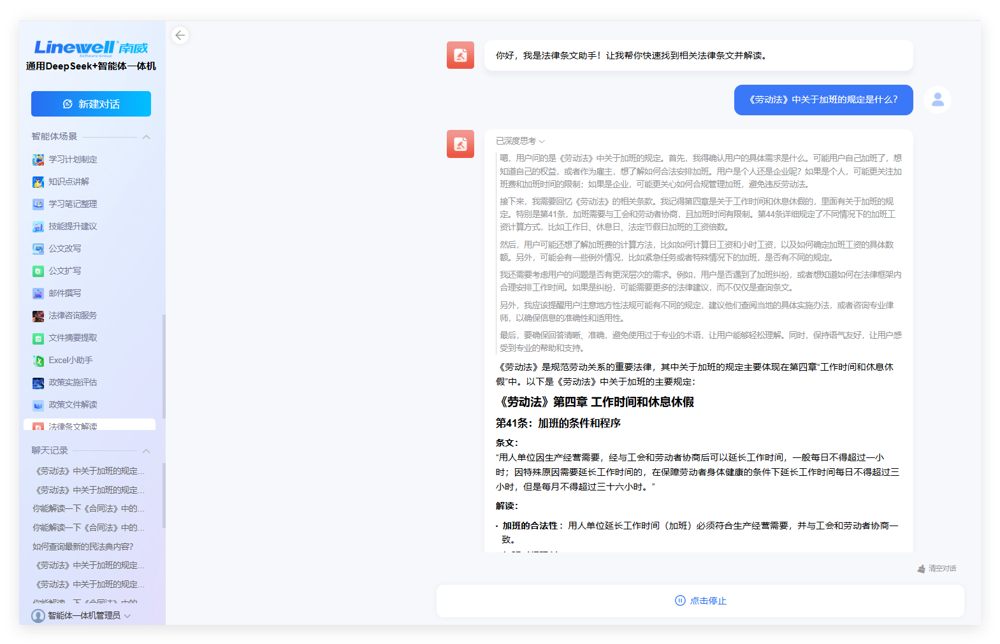 Linewell 南威
Software Group
通用DeepSeek+智能体一体机
新建对话
智能体场景
学习计划制定
知识点讲解
学习笔记整理
技能提升建议
公文改写
公文扩写
邮件撰写
法律咨询服务
文件摘要提取
Excel小助手
政策实施评估
政策文件解读
法律条文解读
聊天记录
《劳动法》中关于加班的规定...
《劳动法》中关于加班的规定...
你能解读一下《合同法》中的...
你能解读一下《合同法》中的...
如何查询最新的民法典内容？
《劳动法》中关于加班的规定...
《劳动法》中关于加班的规定...
你能解读一下《合同法》中的
智能体一体机管理员
你好，我是法律条文助手！让我帮你快速找到相关法律条文并解读。
《劳动法》中关于加班的规定是什么？
已深度思考
嗯，用户问的是《劳动法》中关于加班的规定。首先，我得确认用户的具体需求是什么。可能用户自己加班了，想
知道自己的权益，或者作为雇主，想了解如何合法安排加班。用户是个人还是企业呢？如果是个人，可能更关注加
班费和加班时间的限制；如果是企业，可能更关心如何合规管理加班，避免违反劳动法。
接下来，我需要回忆《劳动法》的相关条款。我记得第四章是关于工作时间和休息休假的，里面有关于加班的规
定。特别是第41条，加班需要与工会和劳动者协商，且加班时间有限制。第44条详细规定了不同情况下的加班工
资计算方式，比如工作日、休息日、法定节假日加班的工资倍数。
然后，用户可能还想了解加班费的计算方法，比如如何计算日工资和小时工资，以及如何确定加班工资的具体数
额。另外，可能会有一些例外情况，比如紧急任务或者特殊情况下的加班，是否有不同的规定。
我还需要考虑用户的问题是否有更深层次的需求。例如，用户是否遇到了加班纠纷，或者想知道如何在法律框架内
合理安排工作时间。如果是纠纷，可能需要更多的法律建议，而不仅仅是查询条文。
另外，我应该提醒用户注意地方性法规可能有不同的规定，建议他们查阅当地的具体实施办法，或者咨询专业律
师，以确保信息的准确性和适用性。
最后，要确保回答清晰、准确，避免使用过于专业的术语，让用户能够轻松理解。同时，保持语气友好，让用户感
受到专业的帮助和支持。
《劳动法》是规范劳动关系的重要法律，其中关于加班的规定主要体现在第四章“工作时间和休息休
假”中。以下是《劳动法》中关于加班的主要规定：
《劳动法》第四章 工作时间和休息休假
第41条：加班的条件和程序
条文：
“用人单位因生产经营需要，经与工会和劳动者协商后可以延长工作时间，一般每日不得超过一小
时；因特殊原因需要延长工作时间的，在保障劳动者身体健康的条件下延长工作时间每日不得超过三
小时，但是每月不得超过三十六小时。”
解读：
· 加班的合法性：用人单位延长工作时间（加班）必须符合生产经营需要，并与工会和劳动者协商一
致。
清空对话
点击停止